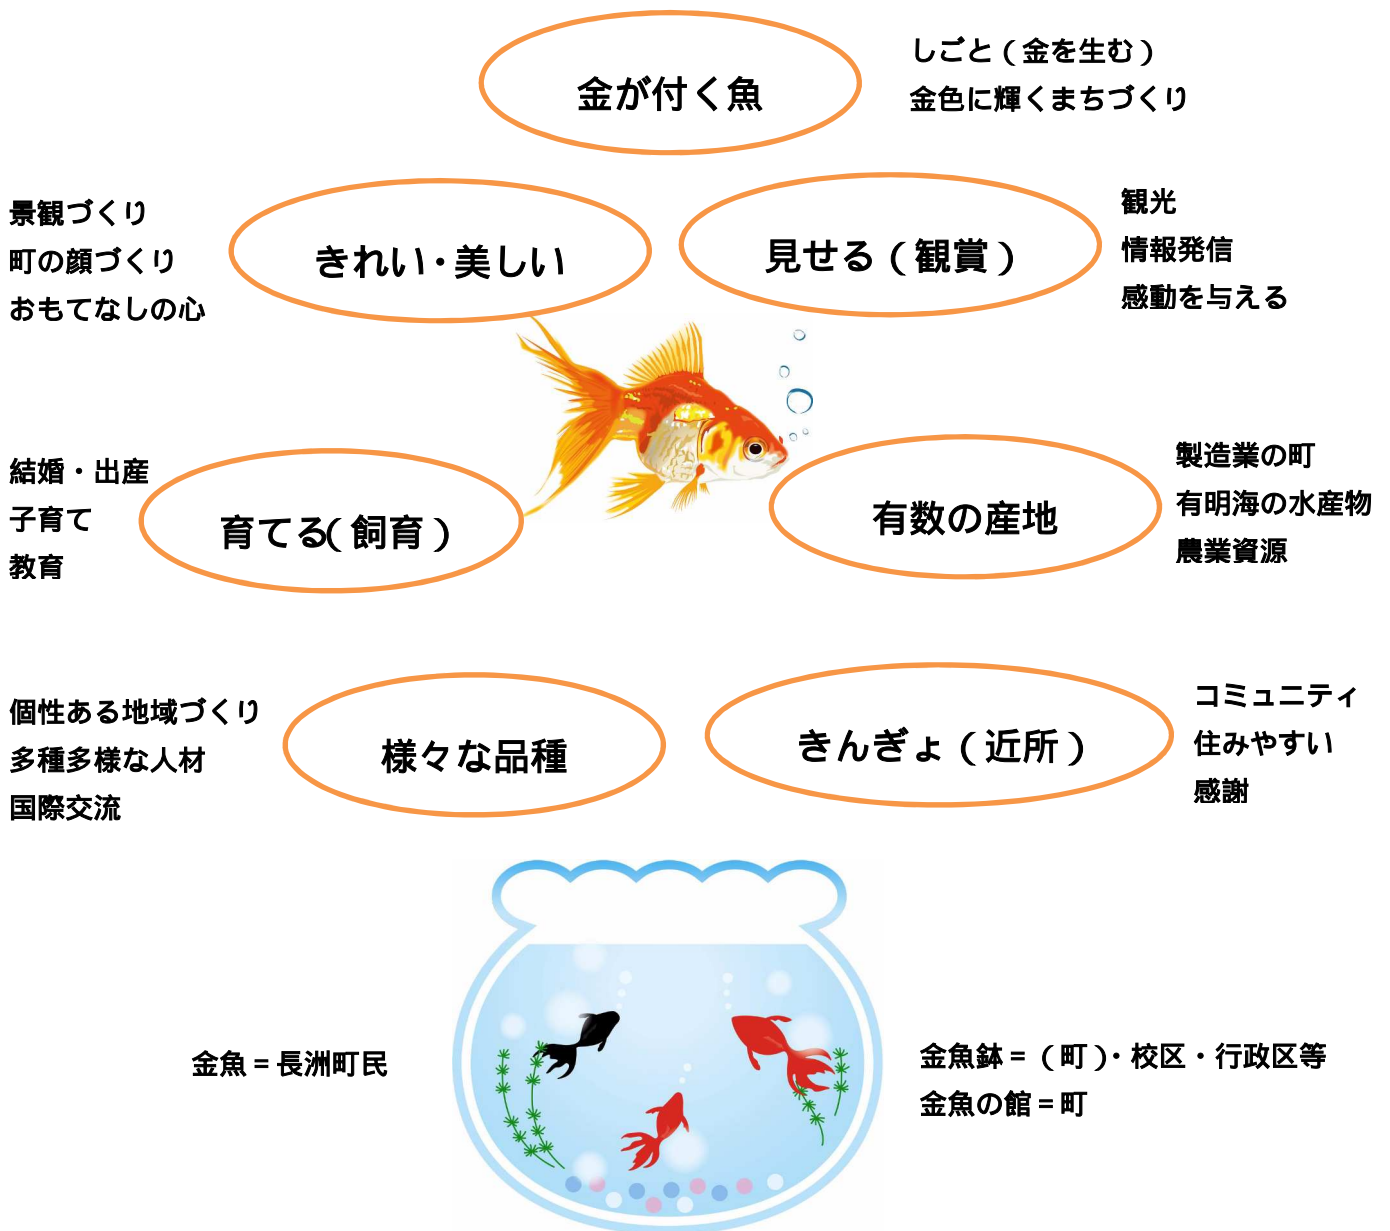 金が付く魚
しごと（金を生む）
金色に輝くまちづくり
景観づくり
町の顔づくり
おもてなしの心
きれい・美しい
見せる（観賞）
観光
情報発信
感動を与える
結婚・出産
子育て
教育
育てる（飼育）
有数の産地
製造業の町
有明海の水産物
農業資源
個性ある地域づくり
多種多様な人材
国際交流
様々な品種
きんぎょ（近所）
コミュニティ
住みやすい
感謝
金魚＝長洲町民
金魚鉢＝（町）・校区・行政区等
金魚の館＝町